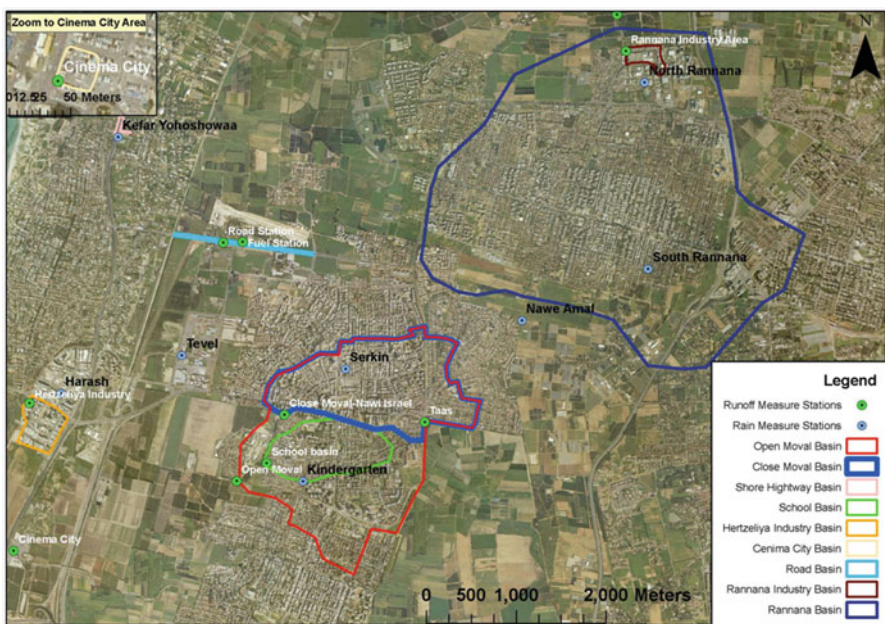 Zoom to Cinema City Area
Cinema City
012.525 50 Meters
N
Rannana Industry Area
North Rannana
Kefar Yohoshowaa
Road Station
Fuel Station
South Rannana
Nawe Amal
Tevel
Serkin
Harash
Hertzeliya Industry
Close Moval-Nawi Israel
Taas
School basin
Open Moval
Kindergarten
Cinema City
0 500 1,000 2,000 Meters
Legend
Runoff Measure Stations
Rain Measure Stations
Open Moval Basin
Close Moval Basin
Shore Hightway Basin
School Basin
Hertzeliya Industry Basin
Cenima City Basin
Road Basin
Rannana Industry Basin
Rannana Basin